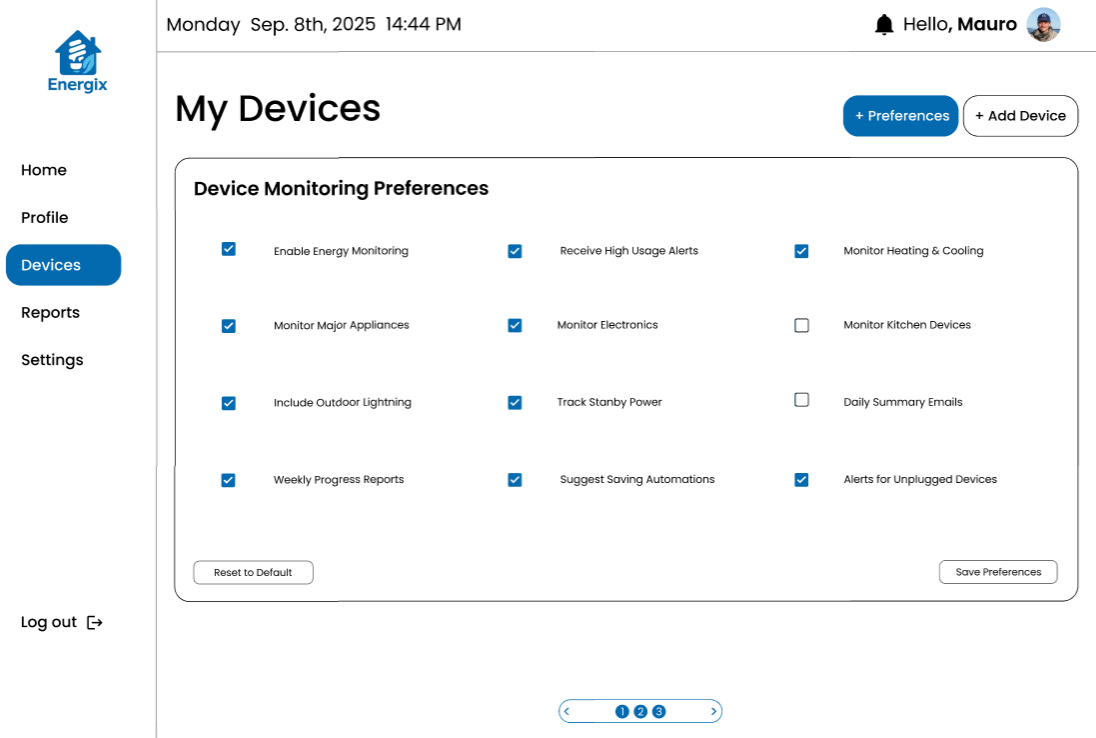 Monday Sep. 8th, 2025 14:44 PM
Hello, Mauro
Energix
My Devices
+ Preferences
+ Add Device
Home
Profile
Devices
Reports
Settings
Log out
Device Monitoring Preferences
Enable Energy Monitoring
Receive High Usage Alerts
Monitor Heating & Cooling
Monitor Major Appliances
Monitor Electronics
Monitor Kitchen Devices
Include Outdoor Lightning
Track Stanby Power
Daily Summary Emails
Weekly Progress Reports
Suggest Saving Automations
Alerts for Unplugged Devices
Reset to Default
Save Preferences
< 1 2 3 >